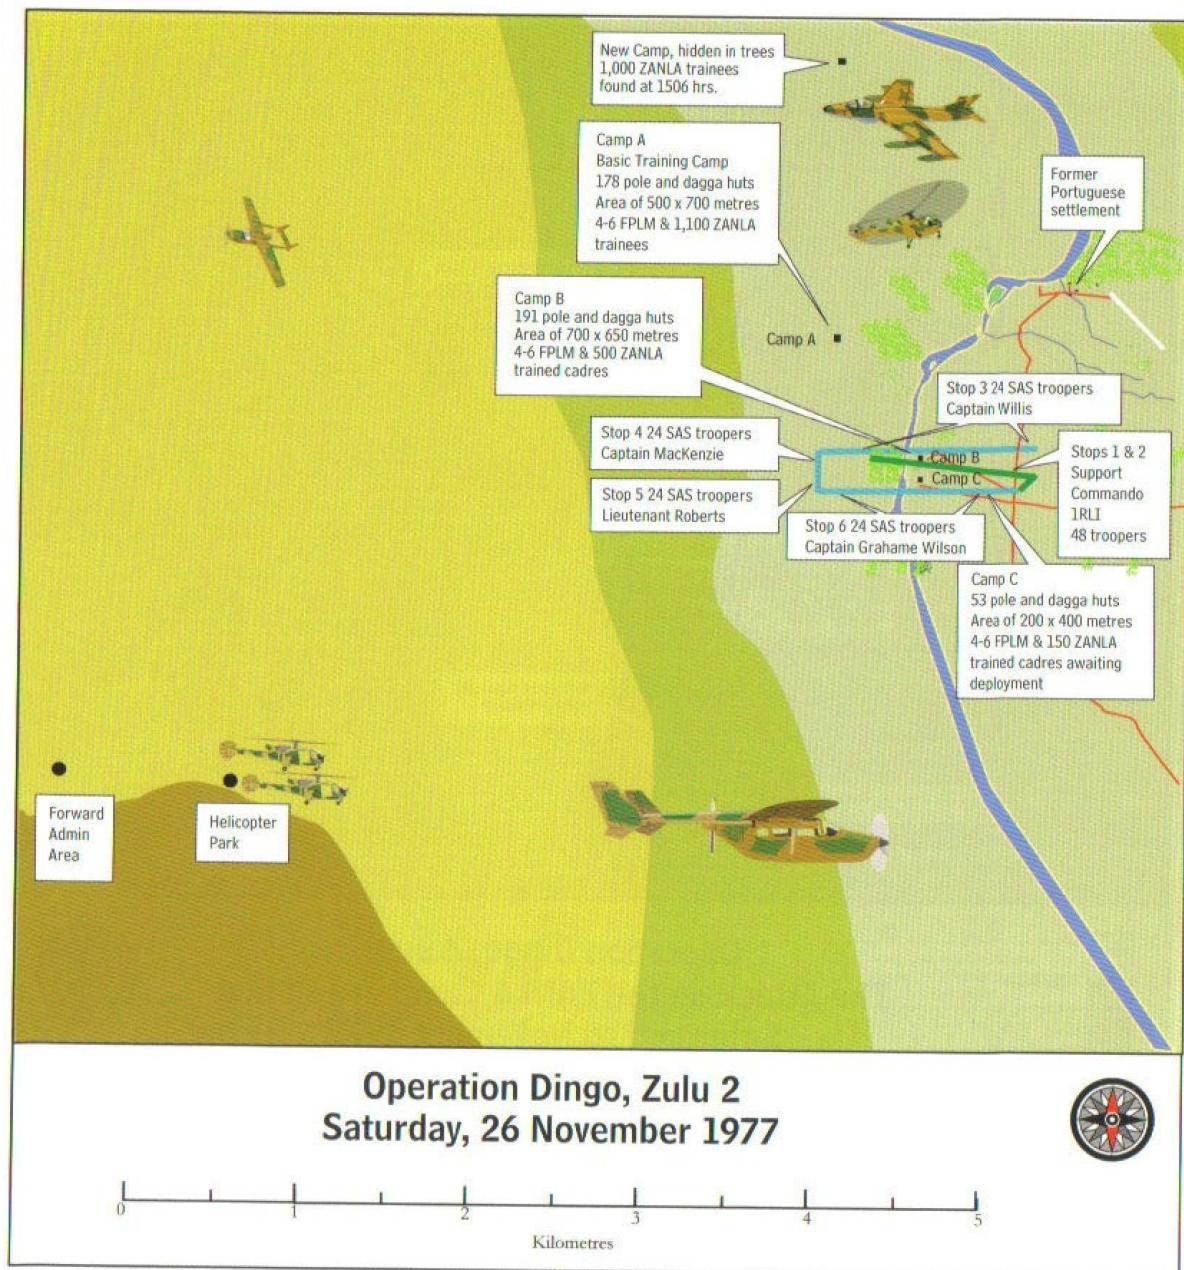 New Camp, hidden in trees
1,000 ZANLA trainees
found at 1506 hrs.
Camp A
Basic Training Camp
178 pole and dagga huts
Area of 500 x 700 metres
4-6 FPLM & 1,100 ZANLA
trainees
Former
Portuguese
settlement
Camp B
191 pole and dagga huts
Area of 700 x 650 metres
4-6 FPLM & 500 ZANLA
trained cadres
Camp A
Stop 3 24 SAS troopers
Captain Willis
Stop 4 24 SAS troopers
Captain MacKenzie
Camp B
Camp C
Stops 1 & 2
Support
Commando
1RLI
48 troopers
Stop 5 24 SAS troopers
Lieutenant Roberts
Stop 6 24 SAS troopers
Captain Grahame Wilson
Camp C
53 pole and dagga huts
Area of 200 x 400 metres
4-6 FPLM & 150 ZANLA
trained cadres awaiting
deployment
Forward
Admin
Area
Helicopter
Park
Operation Dingo, Zulu 2
Saturday, 26 November 1977
0 1 2 3 4 5
Kilometres